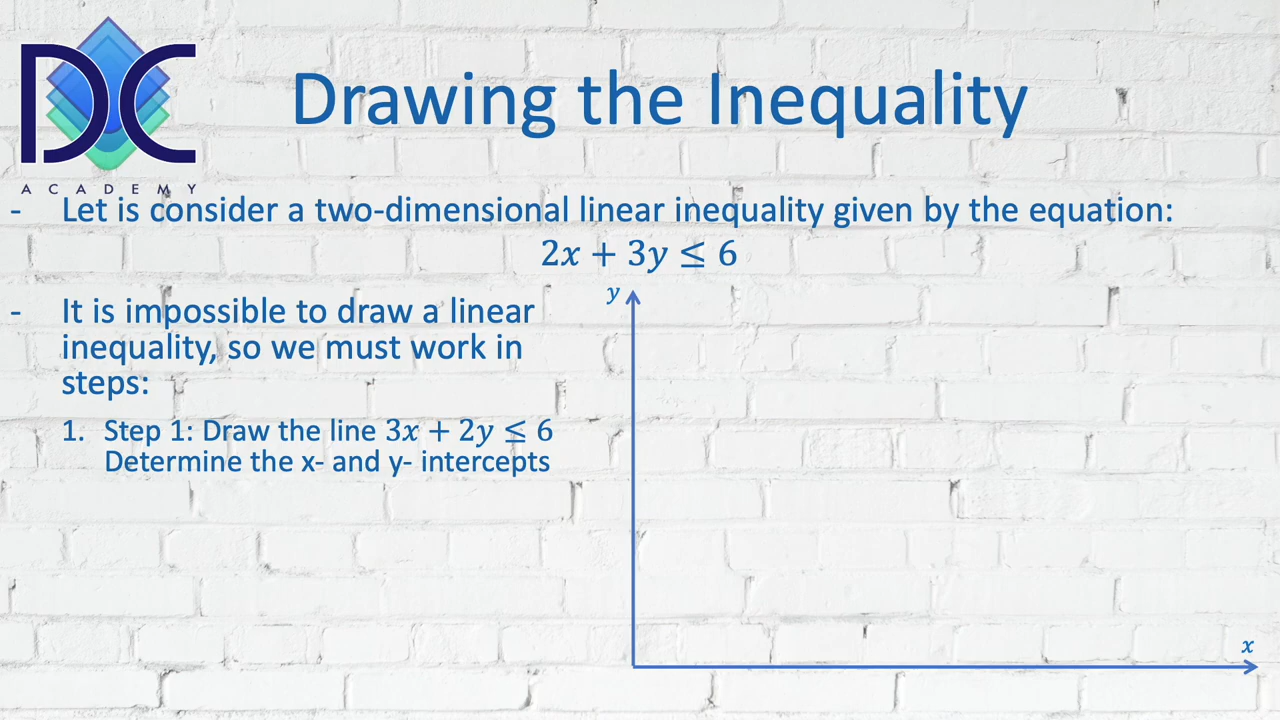 DC
ACADEMY
Drawing the Inequality
- Let is consider a two-dimensional linear inequality given by the equation:
2x + 3y ≤ 6
- It is impossible to draw a linear
inequality, so we must work in
steps:
1. Step 1: Draw the line 3x + 2y ≤ 6
Determine the x- and y- intercepts
y
x